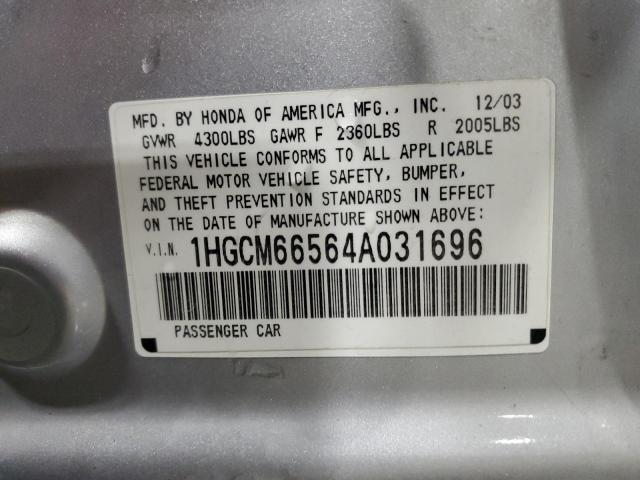 MFD. BY HONDA OF AMERICA MFG., INC. 12/03
GVWR 4300LBS GAWR F 2360LBS R 2005LBS
THIS VEHICLE CONFORMS TO ALL APPLICABLE
FEDERAL MOTOR VEHICLE SAFETY, BUMPER,
AND THEFT PREVENTION STANDARDS IN EFFECT
ON THE DATE OF MANUFACTURE SHOWN ABOVE:
V.I.N. 1HGCM66564A031696
PASSENGER CAR